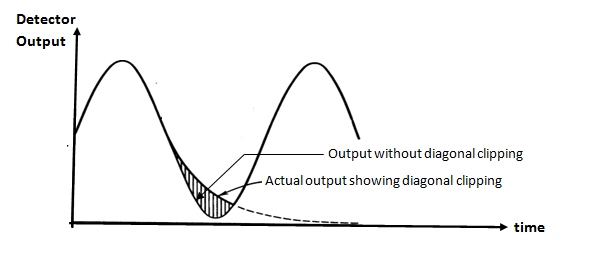 Detector
Output
Output without diagonal clipping
Actual output showing diagonal clipping
time